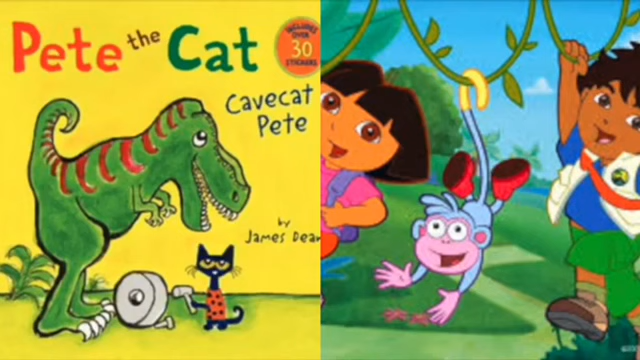 Pete the Cat
INCLUDES
OVER
30
STICKERS
Cavecat
Pete
by
James Dean